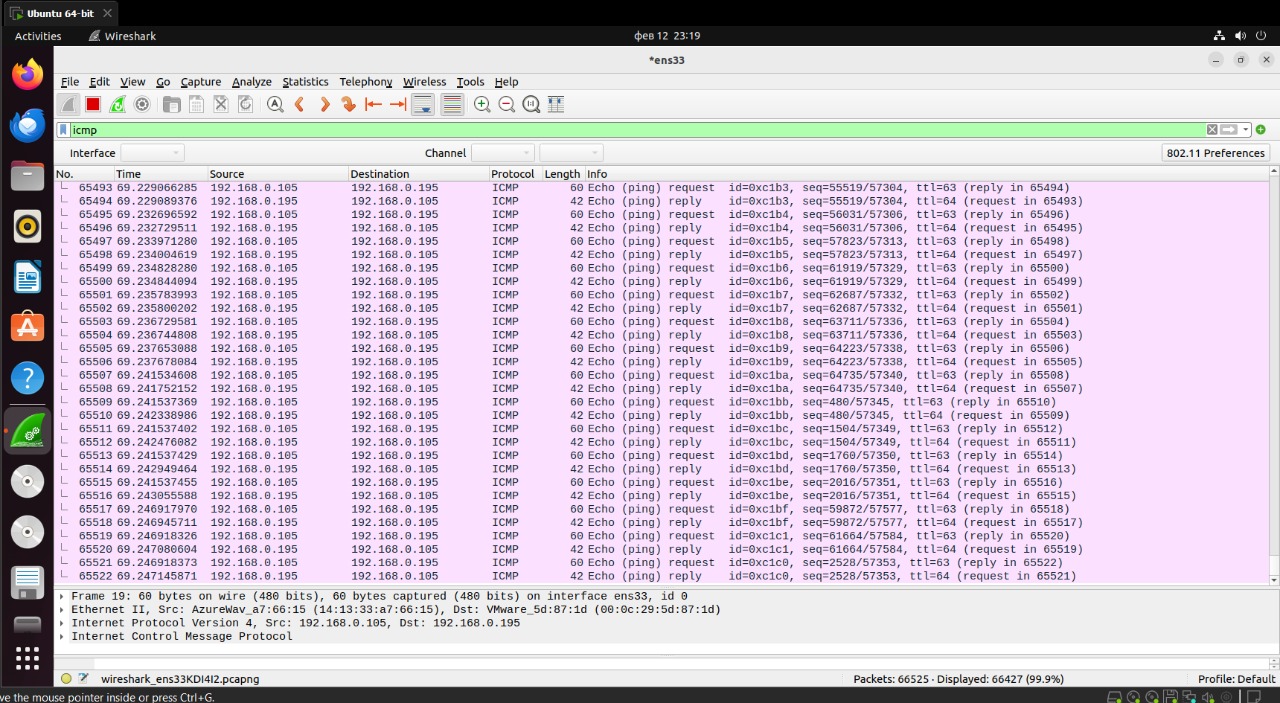 Ubuntu 64-bit
Activities Wireshark фев 12 23:19
*ens33
File Edit View Go Capture Analyze Statistics Telephony Wireless Tools Help
icmp
Interface Channel 802.11 Preferences
No. Time Source Destination Protocol Length Info
65493 69.229066285 192.168.0.105 192.168.0.195 ICMP 60 Echo (ping) request id=0xc1b3, seq=55519/57304, ttl=63 (reply in 65494)
65494 69.229089376 192.168.0.195 192.168.0.105 ICMP 42 Echo (ping) reply id=0xc1b3, seq=55519/57304, ttl=64 (request in 65493)
65495 69.232696592 192.168.0.105 192.168.0.195 ICMP 60 Echo (ping) request id=0xc1b4, seq=56031/57306, ttl=63 (reply in 65496)
65496 69.232729511 192.168.0.195 192.168.0.105 ICMP 42 Echo (ping) reply id=0xc1b4, seq=56031/57306, ttl=64 (request in 65495)
65497 69.233971280 192.168.0.105 192.168.0.195 ICMP 60 Echo (ping) request id=0xc1b5, seq=57823/57313, ttl=63 (reply in 65498)
65498 69.234004619 192.168.0.195 192.168.0.105 ICMP 42 Echo (ping) reply id=0xc1b5, seq=57823/57313, ttl=64 (request in 65497)
65499 69.234828280 192.168.0.105 192.168.0.195 ICMP 60 Echo (ping) request id=0xc1b6, seq=61919/57329, ttl=63 (reply in 65500)
65500 69.234844094 192.168.0.195 192.168.0.105 ICMP 42 Echo (ping) reply id=0xc1b6, seq=61919/57329, ttl=64 (request in 65499)
65501 69.235783993 192.168.0.105 192.168.0.195 ICMP 60 Echo (ping) request id=0xc1b7, seq=62687/57332, ttl=63 (reply in 65502)
65502 69.235800202 192.168.0.195 192.168.0.105 ICMP 42 Echo (ping) reply id=0xc1b7, seq=62687/57332, ttl=64 (request in 65501)
65503 69.236729581 192.168.0.105 192.168.0.195 ICMP 60 Echo (ping) request id=0xc1b8, seq=63711/57336, ttl=63 (reply in 65504)
65504 69.236744808 192.168.0.195 192.168.0.105 ICMP 42 Echo (ping) reply id=0xc1b8, seq=63711/57336, ttl=64 (request in 65503)
65505 69.237653088 192.168.0.105 192.168.0.195 ICMP 60 Echo (ping) request id=0xc1b9, seq=64223/57338, ttl=63 (reply in 65506)
65506 69.237678084 192.168.0.195 192.168.0.105 ICMP 42 Echo (ping) reply id=0xc1b9, seq=64223/57338, ttl=64 (request in 65505)
65507 69.241534608 192.168.0.105 192.168.0.195 ICMP 60 Echo (ping) request id=0xc1ba, seq=64735/57340, ttl=63 (reply in 65508)
65508 69.241752152 192.168.0.195 192.168.0.105 ICMP 42 Echo (ping) reply id=0xc1ba, seq=64735/57340, ttl=64 (request in 65507)
65509 69.241537369 192.168.0.105 192.168.0.195 ICMP 60 Echo (ping) request id=0xc1bb, seq=480/57345, ttl=63 (reply in 65510)
65510 69.242338986 192.168.0.195 192.168.0.105 ICMP 42 Echo (ping) reply id=0xc1bb, seq=480/57345, ttl=64 (request in 65509)
65511 69.241537402 192.168.0.105 192.168.0.195 ICMP 60 Echo (ping) request id=0xc1bc, seq=1504/57349, ttl=63 (reply in 65512)
65512 69.242476082 192.168.0.195 192.168.0.105 ICMP 42 Echo (ping) reply id=0xc1bc, seq=1504/57349, ttl=64 (request in 65511)
65513 69.241537429 192.168.0.105 192.168.0.195 ICMP 60 Echo (ping) request id=0xc1bd, seq=1760/57350, ttl=63 (reply in 65514)
65514 69.242949464 192.168.0.195 192.168.0.105 ICMP 42 Echo (ping) reply id=0xc1bd, seq=1760/57350, ttl=64 (request in 65513)
65515 69.241537455 192.168.0.105 192.168.0.195 ICMP 60 Echo (ping) request id=0xc1be, seq=2016/57351, ttl=63 (reply in 65516)
65516 69.243055588 192.168.0.195 192.168.0.105 ICMP 42 Echo (ping) reply id=0xc1be, seq=2016/57351, ttl=64 (request in 65515)
65517 69.246917970 192.168.0.105 192.168.0.195 ICMP 60 Echo (ping) request id=0xc1bf, seq=59872/57577, ttl=63 (reply in 65518)
65518 69.246945711 192.168.0.195 192.168.0.105 ICMP 42 Echo (ping) reply id=0xc1bf, seq=59872/57577, ttl=64 (request in 65517)
65519 69.246918326 192.168.0.105 192.168.0.195 ICMP 60 Echo (ping) request id=0xc1c1, seq=61664/57584, ttl=63 (reply in 65520)
65520 69.247080604 192.168.0.195 192.168.0.105 ICMP 42 Echo (ping) reply id=0xc1c1, seq=61664/57584, ttl=64 (request in 65519)
65521 69.246918373 192.168.0.105 192.168.0.195 ICMP 60 Echo (ping) request id=0xc1c0, seq=2528/57353, ttl=63 (reply in 65522)
65522 69.247145871 192.168.0.195 192.168.0.105 ICMP 42 Echo (ping) reply id=0xc1c0, seq=2528/57353, ttl=64 (request in 65521)
Frame 19: 60 bytes on wire (480 bits), 60 bytes captured (480 bits) on interface ens33, id 0
Ethernet II, Src: AzureWav_a7:66:15 (14:13:33:a7:66:15), Dst: VMware_5d:87:1d (00:0c:29:5d:87:1d)
Internet Protocol Version 4, Src: 192.168.0.105, Dst: 192.168.0.195
Internet Control Message Protocol
wireshark_ens33KDI4I2.pcapng Packets: 66525 · Displayed: 66427 (99.9%) Profile: Default
ve the mouse pointer inside or press Ctrl+G.